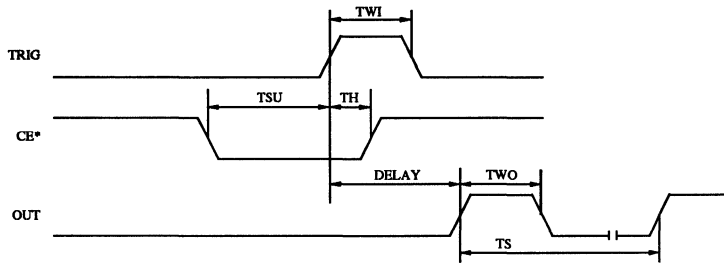 TWI
TRIG
TSU TH
CE*
DELAY TWO
OUT
TS